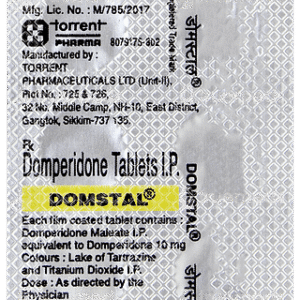 Mfg. Lic. No. : M/785/2017
torrent
PHARMA 8079175-802
Manufactured by :
TORRENT
PHARMACEUTICALS LTD (Unit-II),
Plot No : 725 & 726,
32 No. Middle Camp, NH-10, East District,
Gangtok, Sikkim-737 135.
Rx
Domperidone Tablets I.P.
DOMSTAL®
Each film coated tablet contains :
Domperidone Maleate I.P.
equivalent to Domperidone 10 mg
Colours : Lake of Tartrazine
and Titanium Dioxide I.P.
Dose : As directed by the
Physician
Trade Mark
डोमस्टाल®
DOMSTAL®